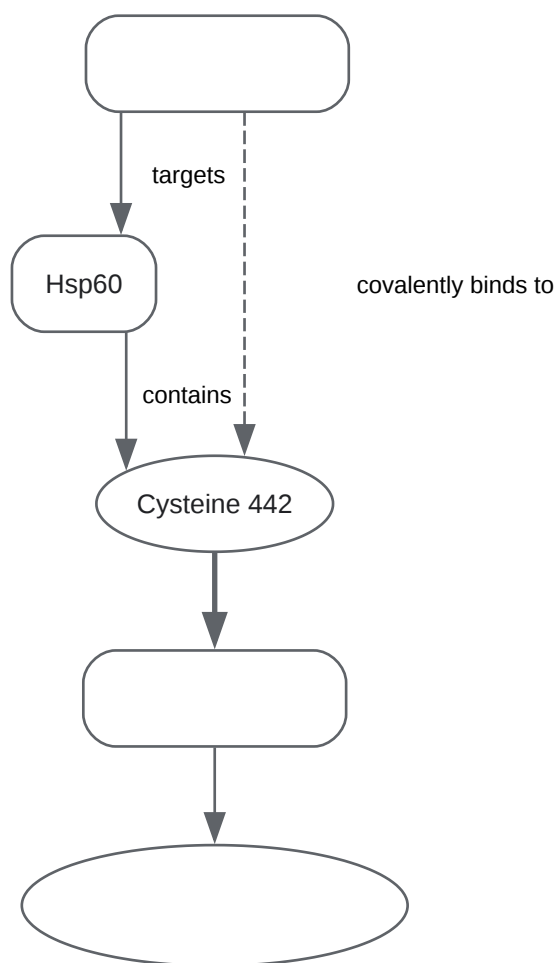 targets
Hsp60
covalently binds to
contains
Cysteine 442